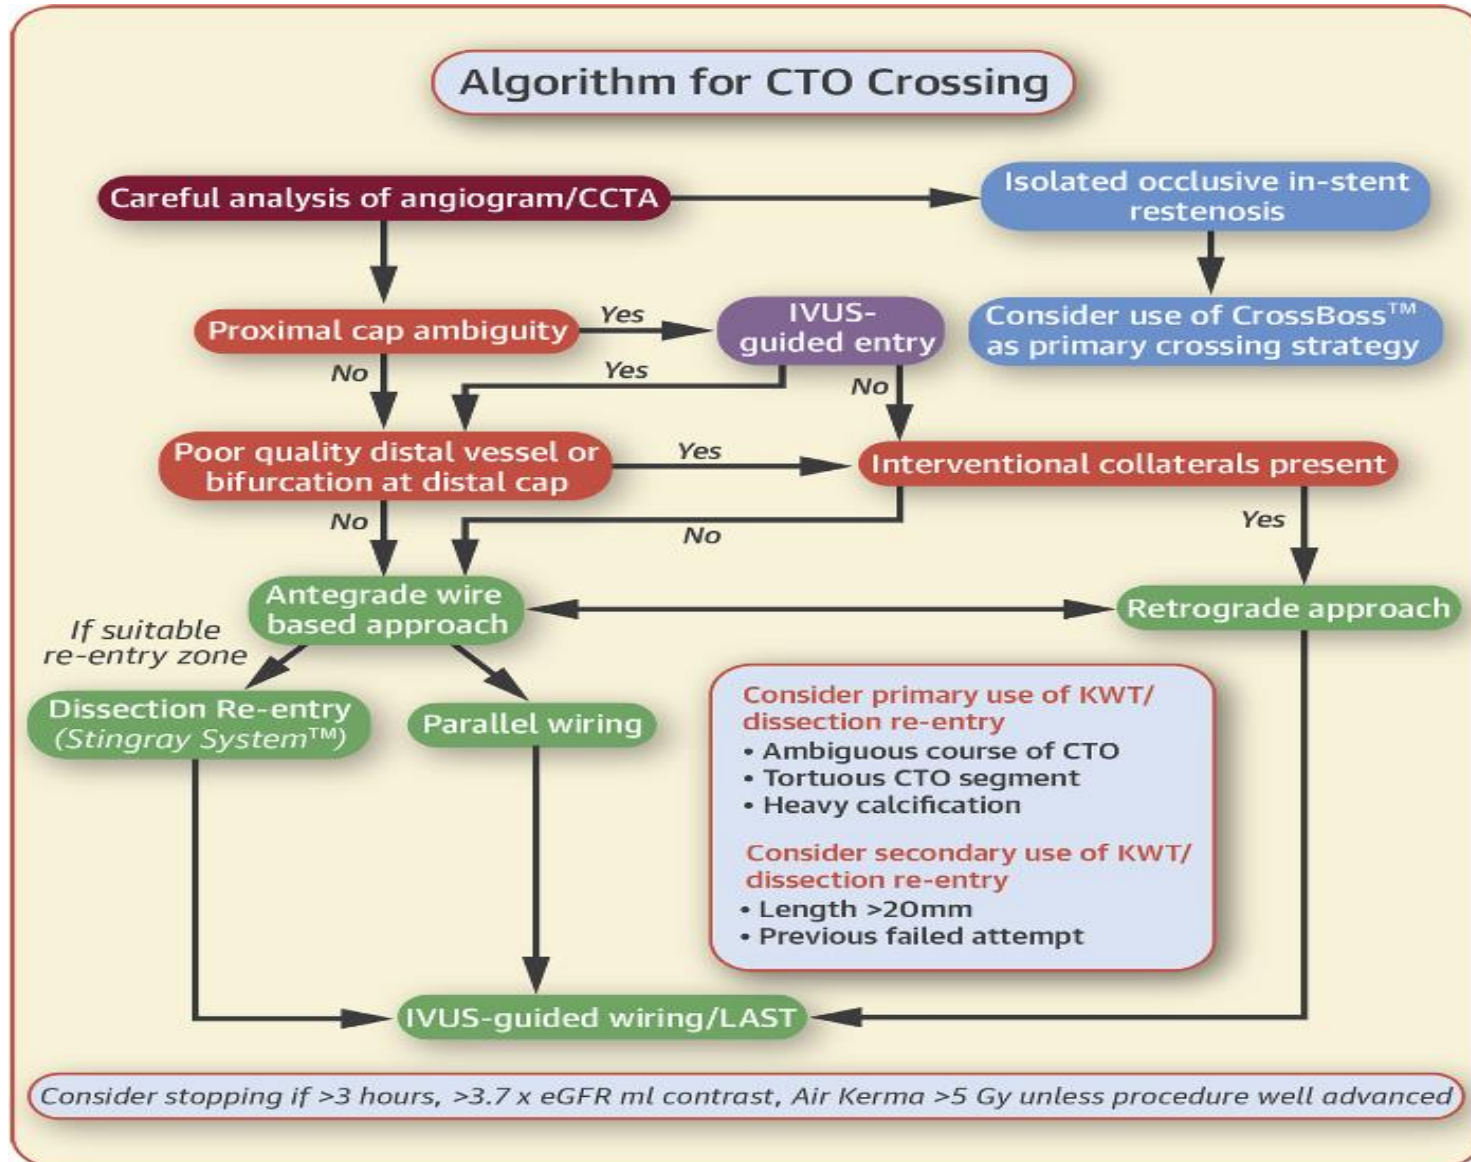 Algorithm for CTO Crossing
Careful analysis of angiogram/CCTA
Isolated occlusive in-stent
restenosis
Proximal cap ambiguity
Yes
IVUS-
guided entry
Consider use of CrossBoss™
as primary crossing strategy
No
Yes
No
Poor quality distal vessel or
bifurcation at distal cap
Yes
Interventional collaterals present
No
No
Yes
Antegrade wire
based approach
Retrograde approach
If suitable
re-entry zone
Dissection Re-entry
(Stingray System™)
Parallel wiring
Consider primary use of KWT/
dissection re-entry
• Ambiguous course of CTO
• Tortuous CTO segment
• Heavy calcification
Consider secondary use of KWT/
dissection re-entry
• Length >20mm
• Previous failed attempt
IVUS-guided wiring/LAST
Consider stopping if >3 hours, >3.7 x eGFR ml contrast, Air Kerma >5 Gy unless procedure well advanced